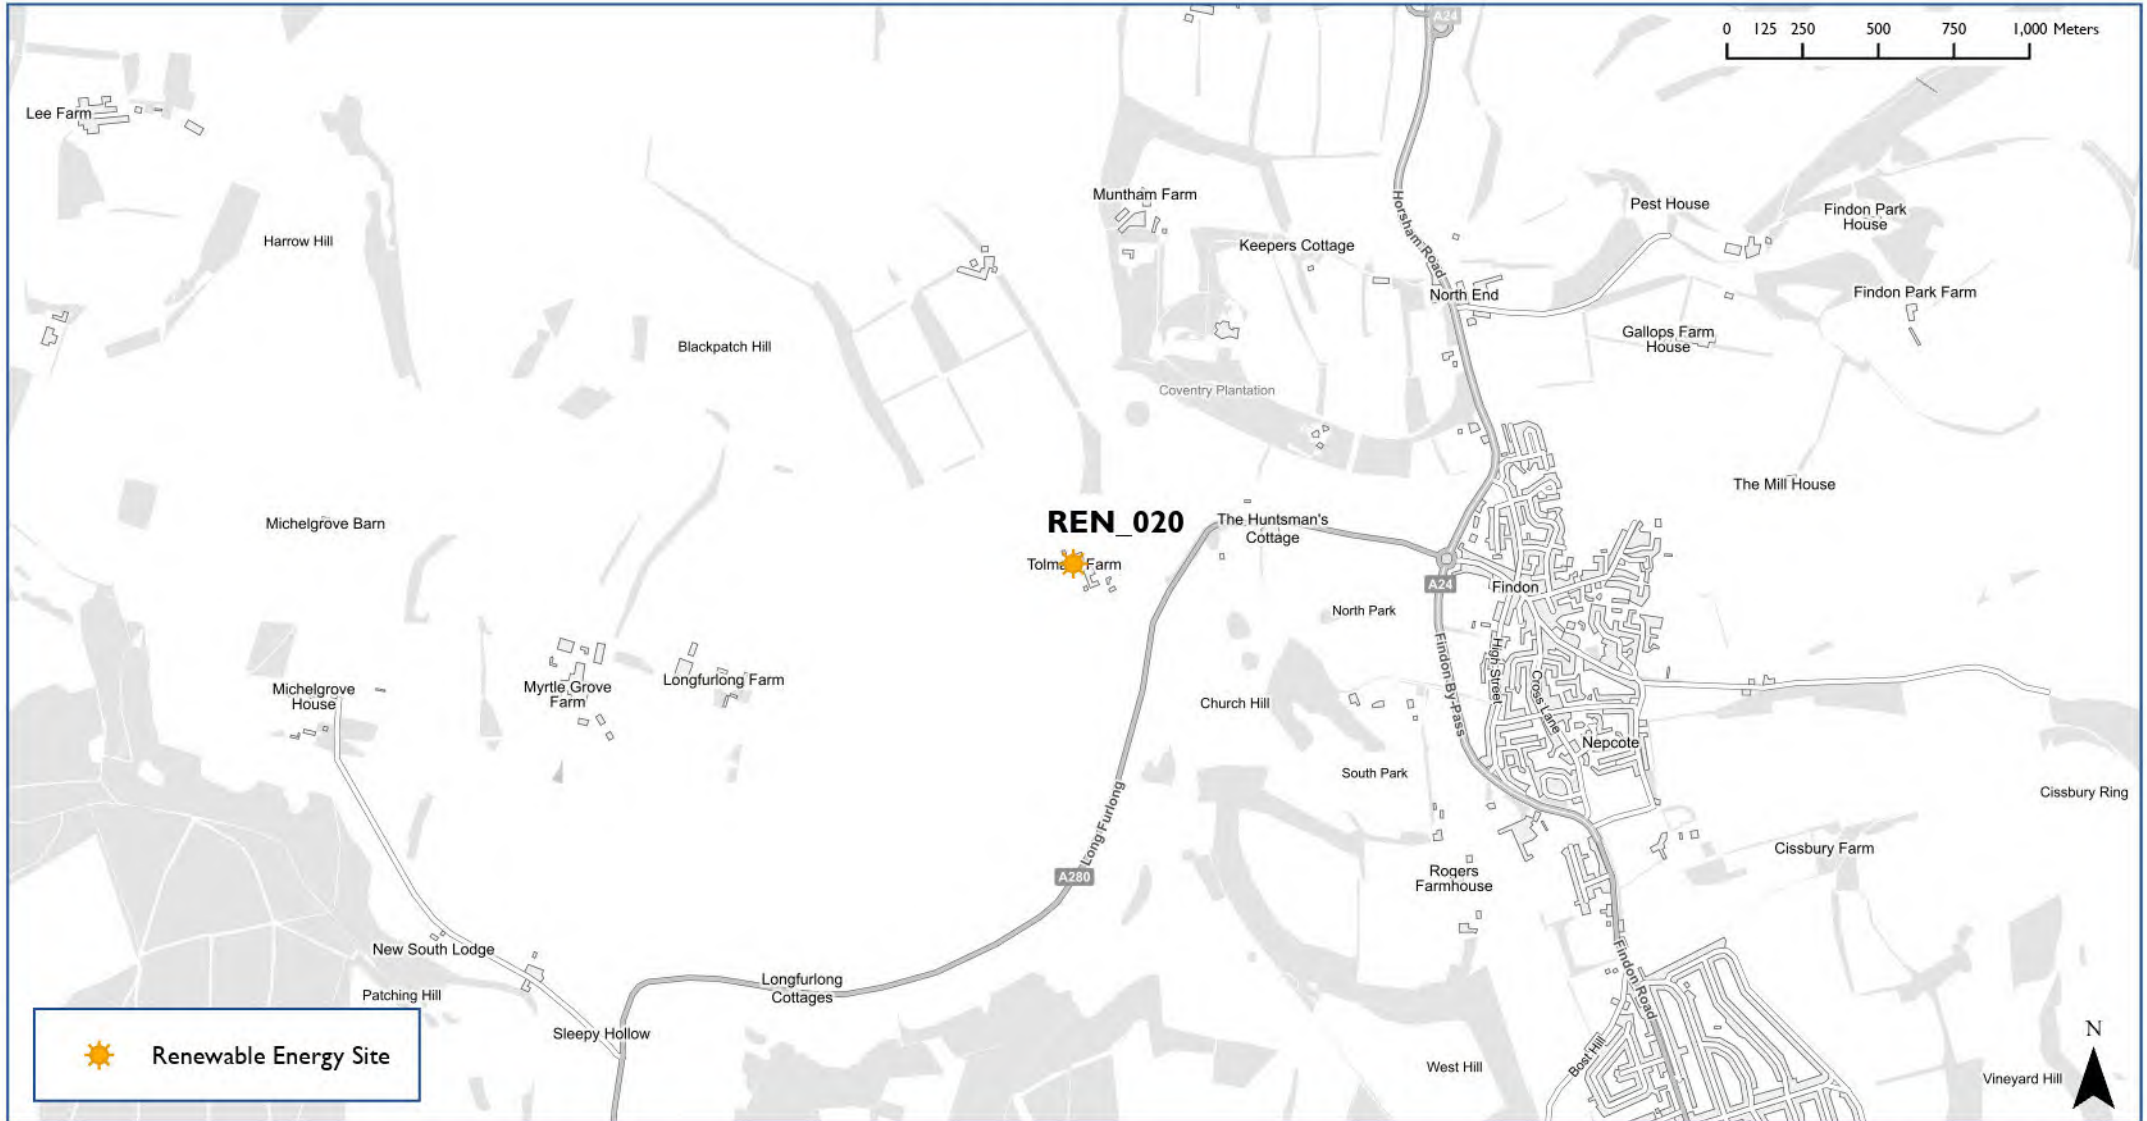 A24
0 125 250 500 750 1,000 Meters
Lee Farm
Muntham Farm
Pest House
Findon Park
House
Harrow Hill
Keepers Cottage
Horsham Road
North End
Findon Park Farm
Gallops Farm
House
Blackpatch Hill
Coventry Plantation
The Mill House
Michelgrove Barn
REN_020
The Huntsman's
Cottage
Farm
A24
Findon
North Park
Findon By-Pass
High Street
Cross Lane
Michelgrove
House
Myrtle Grove
Farm
Longfurlong Farm
Church Hill
Nepcote
South Park
Cissbury Ring
Long Furlong
A280
Rogers
Farmhouse
Cissbury Farm
New South Lodge
Findon Road
Longfurlong
Cottages
Patching Hill
Sleepy Hollow
Bost Hill
West Hill
Vineyard Hill
N
Renewable Energy Site